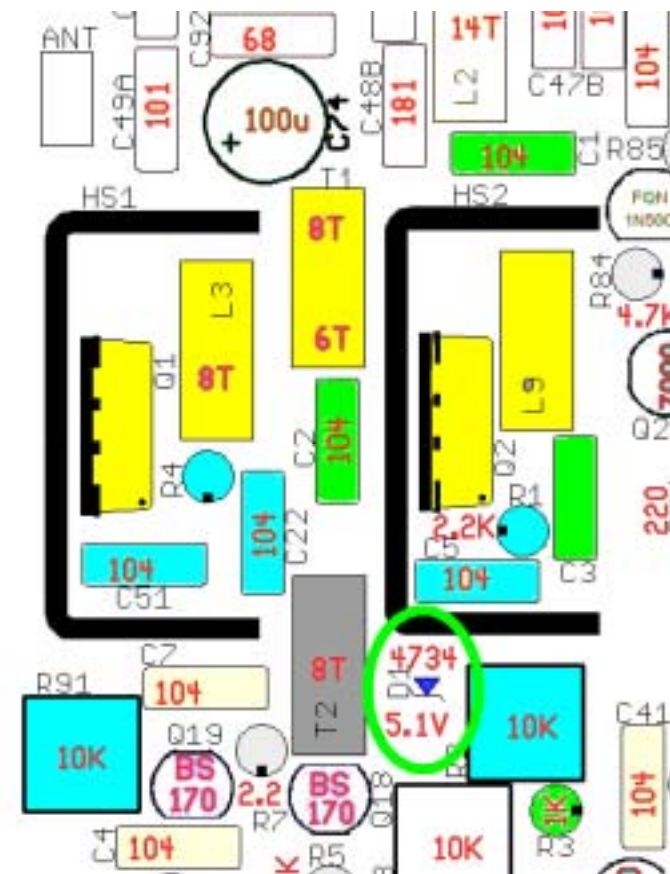 ANT
C49A
101
C92
68
100u
+
C74
C48B
181
14T
L2
C47B
104
104
C1
R85
T1
HS1
HS2
FQN
R84
4.7K
8T
6T
L3
8T
Q1
L9
Q2
C2
104
R4
104
C22
104
C51
R1
2.2K
C5
104
C3
220
8T
T2
4734
D1
5.1V
C7
104
R91
10K
10K
C41
104
Q19
BS
170
2.2
R7
BS
170
Q18
C4
104
R5
K
10K
1K
R3